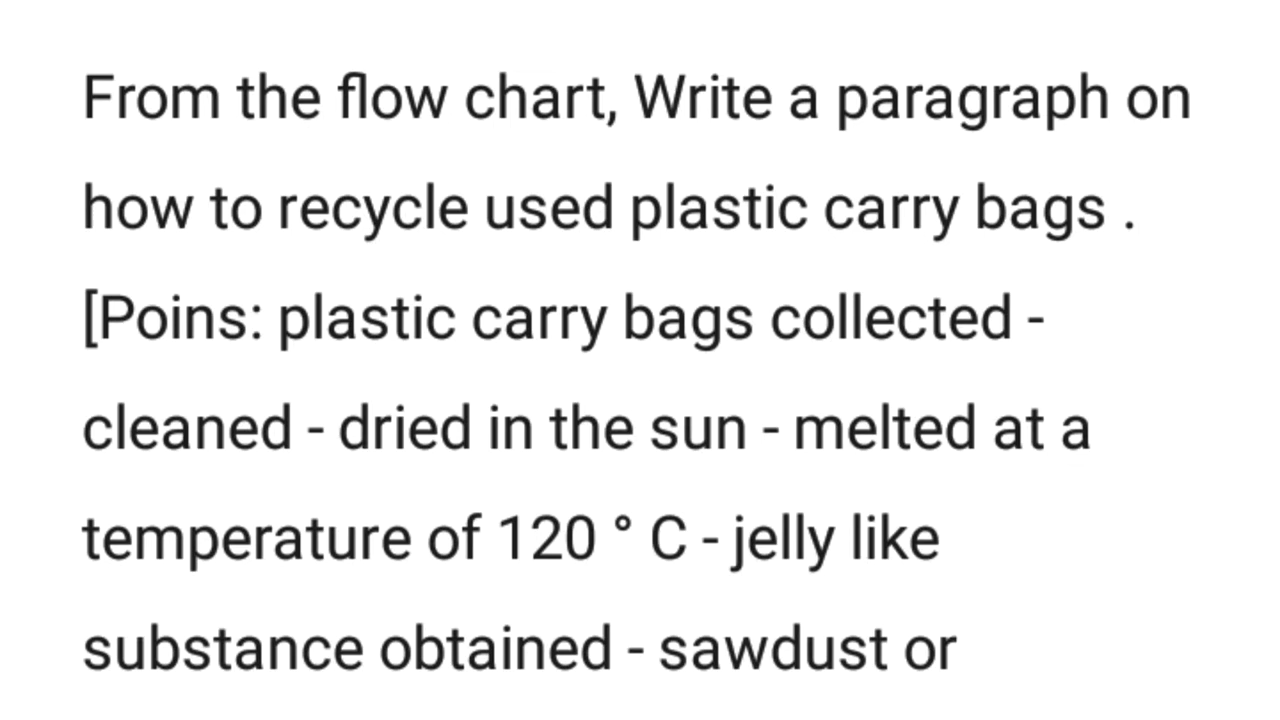 From the flow chart, Write a paragraph on
how to recycle used plastic carry bags .
[Poins: plastic carry bags collected -
cleaned - dried in the sun - melted at a
temperature of 120 ° C - jelly like
substance obtained - sawdust or